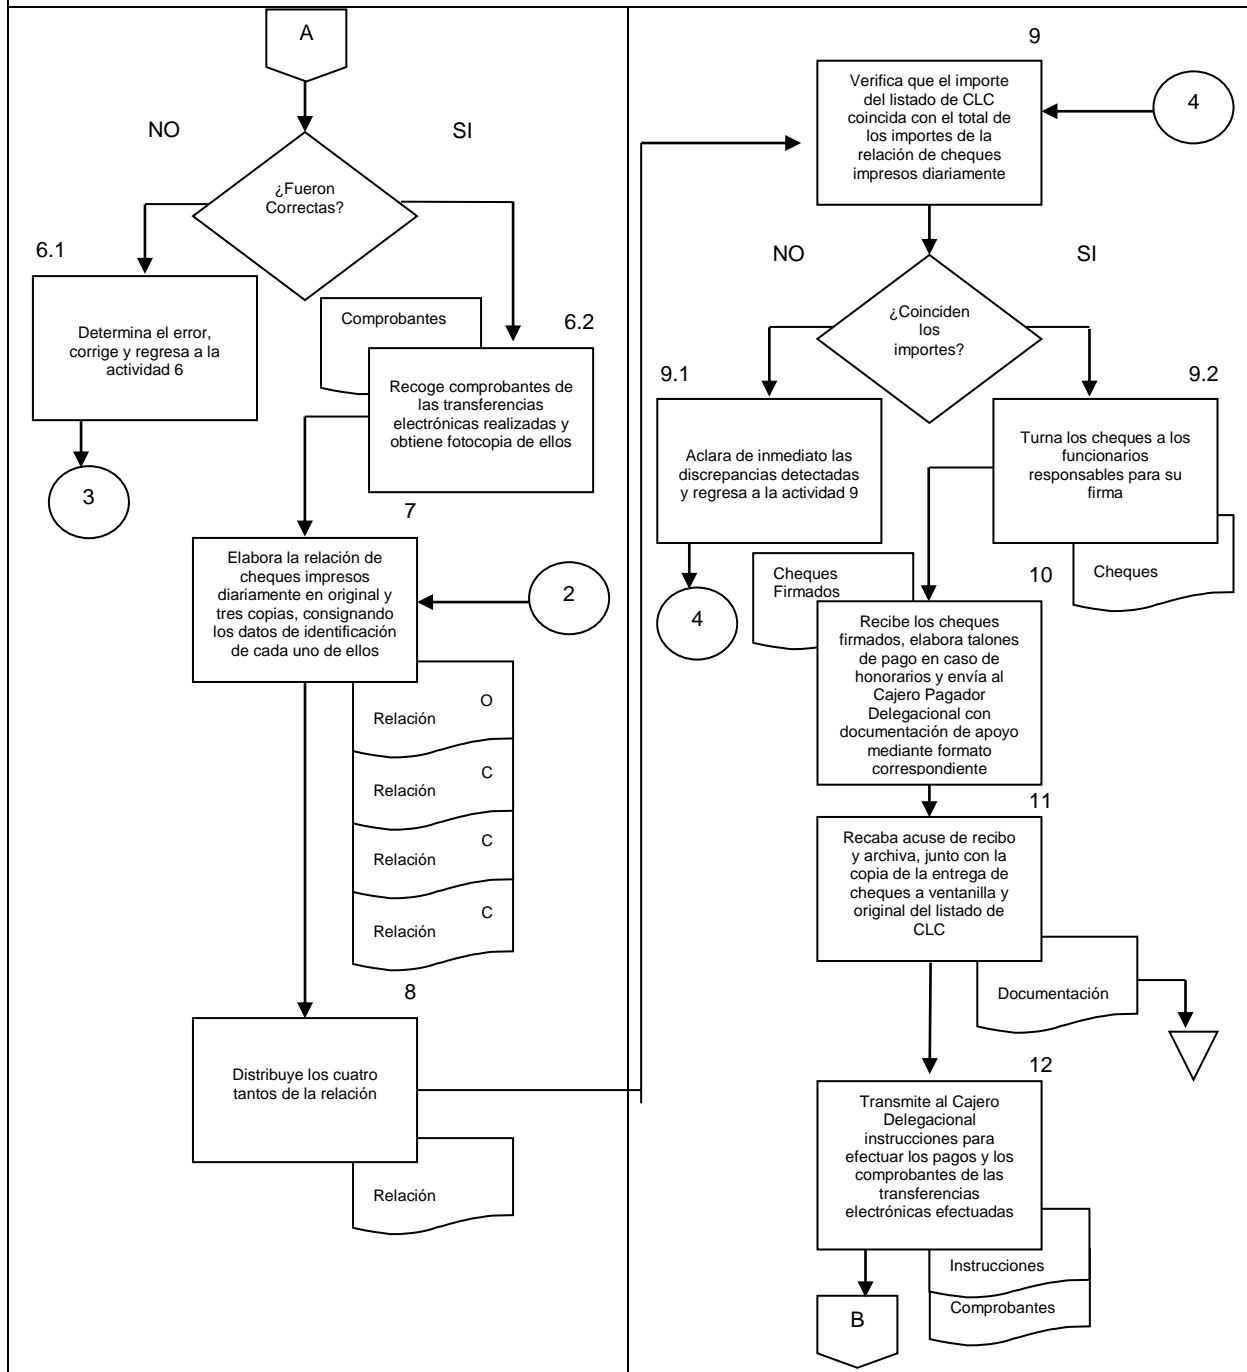 A
NO
SI
¿Fueron
Correctas?
6.1
Determina el error,
corrige y regresa a la
actividad 6
3
Comprobantes
6.2
Recoge comprobantes de
las transferencias
electrónicas realizadas y
obtiene fotocopia de ellos
7
Elabora la relación de
cheques impresos
diariamente en original y
tres copias, consignando
los datos de identificación
de cada uno de ellos
2
O
Relación
C
Relación
C
Relación
C
Relación
8
Distribuye los cuatro
tantos de la relación
Relación
9
Verifica que el importe
del listado de CLC
coincida con el total de
los importes de la
relación de cheques
impresos diariamente
4
NO
SI
¿Coinciden
los
importes?
9.1
Aclara de inmediato las
discrepancias detectadas
y regresa a la actividad 9
4
9.2
Turna los cheques a los
funcionarios
responsables para su
firma
Cheques
Cheques
Firmados
10
Recibe los cheques
firmados, elabora talones
de pago en caso de
honorarios y envía al
Cajero Pagador
Delegacional con
documentación de apoyo
mediante formato
correspondiente
11
Recaba acuse de recibo
y archiva, junto con la
copia de la entrega de
cheques a ventanilla y
original del listado de
CLC
Documentación
12
Transmite al Cajero
Delegacional
instrucciones para
efectuar los pagos y los
comprobantes de las
transferencias
electrónicas efectuadas
Instrucciones
Comprobantes
B